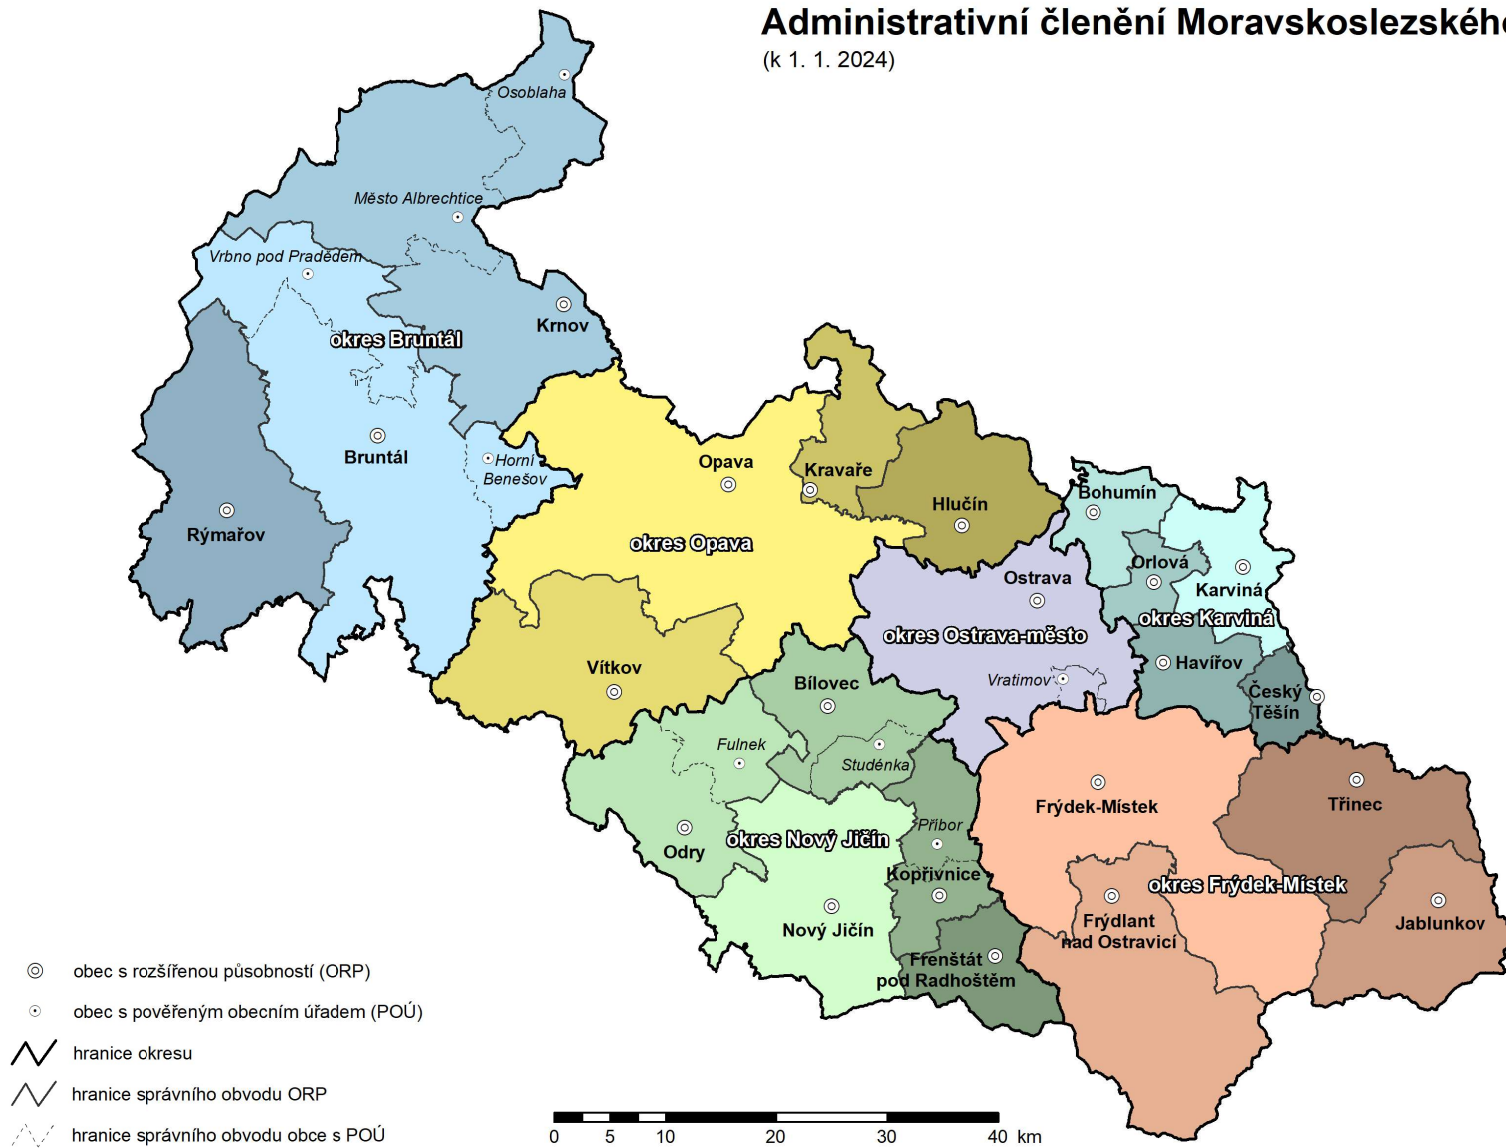 Administrativní členění Moravskoslezského
(k 1. 1. 2024)
Osoblaha
Město Albrechtice
Vrbno pod Pradědem
Krnov
okres Bruntál
Bruntál
Horní
Benešov
Rýmařov
Opava
Kravaře
Hlučín
okres Opava
Bohumín
Orlová
Karviná
okres Karviná
Ostrava
okres Ostrava-město
Havířov
Vratimov
Český
Těšín
Vítkov
Bílovec
Fulnek
Studénka
Frýdek-Místek
Třinec
Příbor
okres Nový Jičín
Odry
Kopřivnice
okres Frýdek-Místek
Nový Jičín
Frýdlant
nad Ostravicí
Jablunkov
Frenštát
pod Radhoštěm
obec s rozšířenou působností (ORP)
obec s pověřeným obecním úřadem (POÚ)
hranice okresu
hranice správního obvodu ORP
hranice správního obvodu obce s POÚ
0 5 10 20 30 40 km